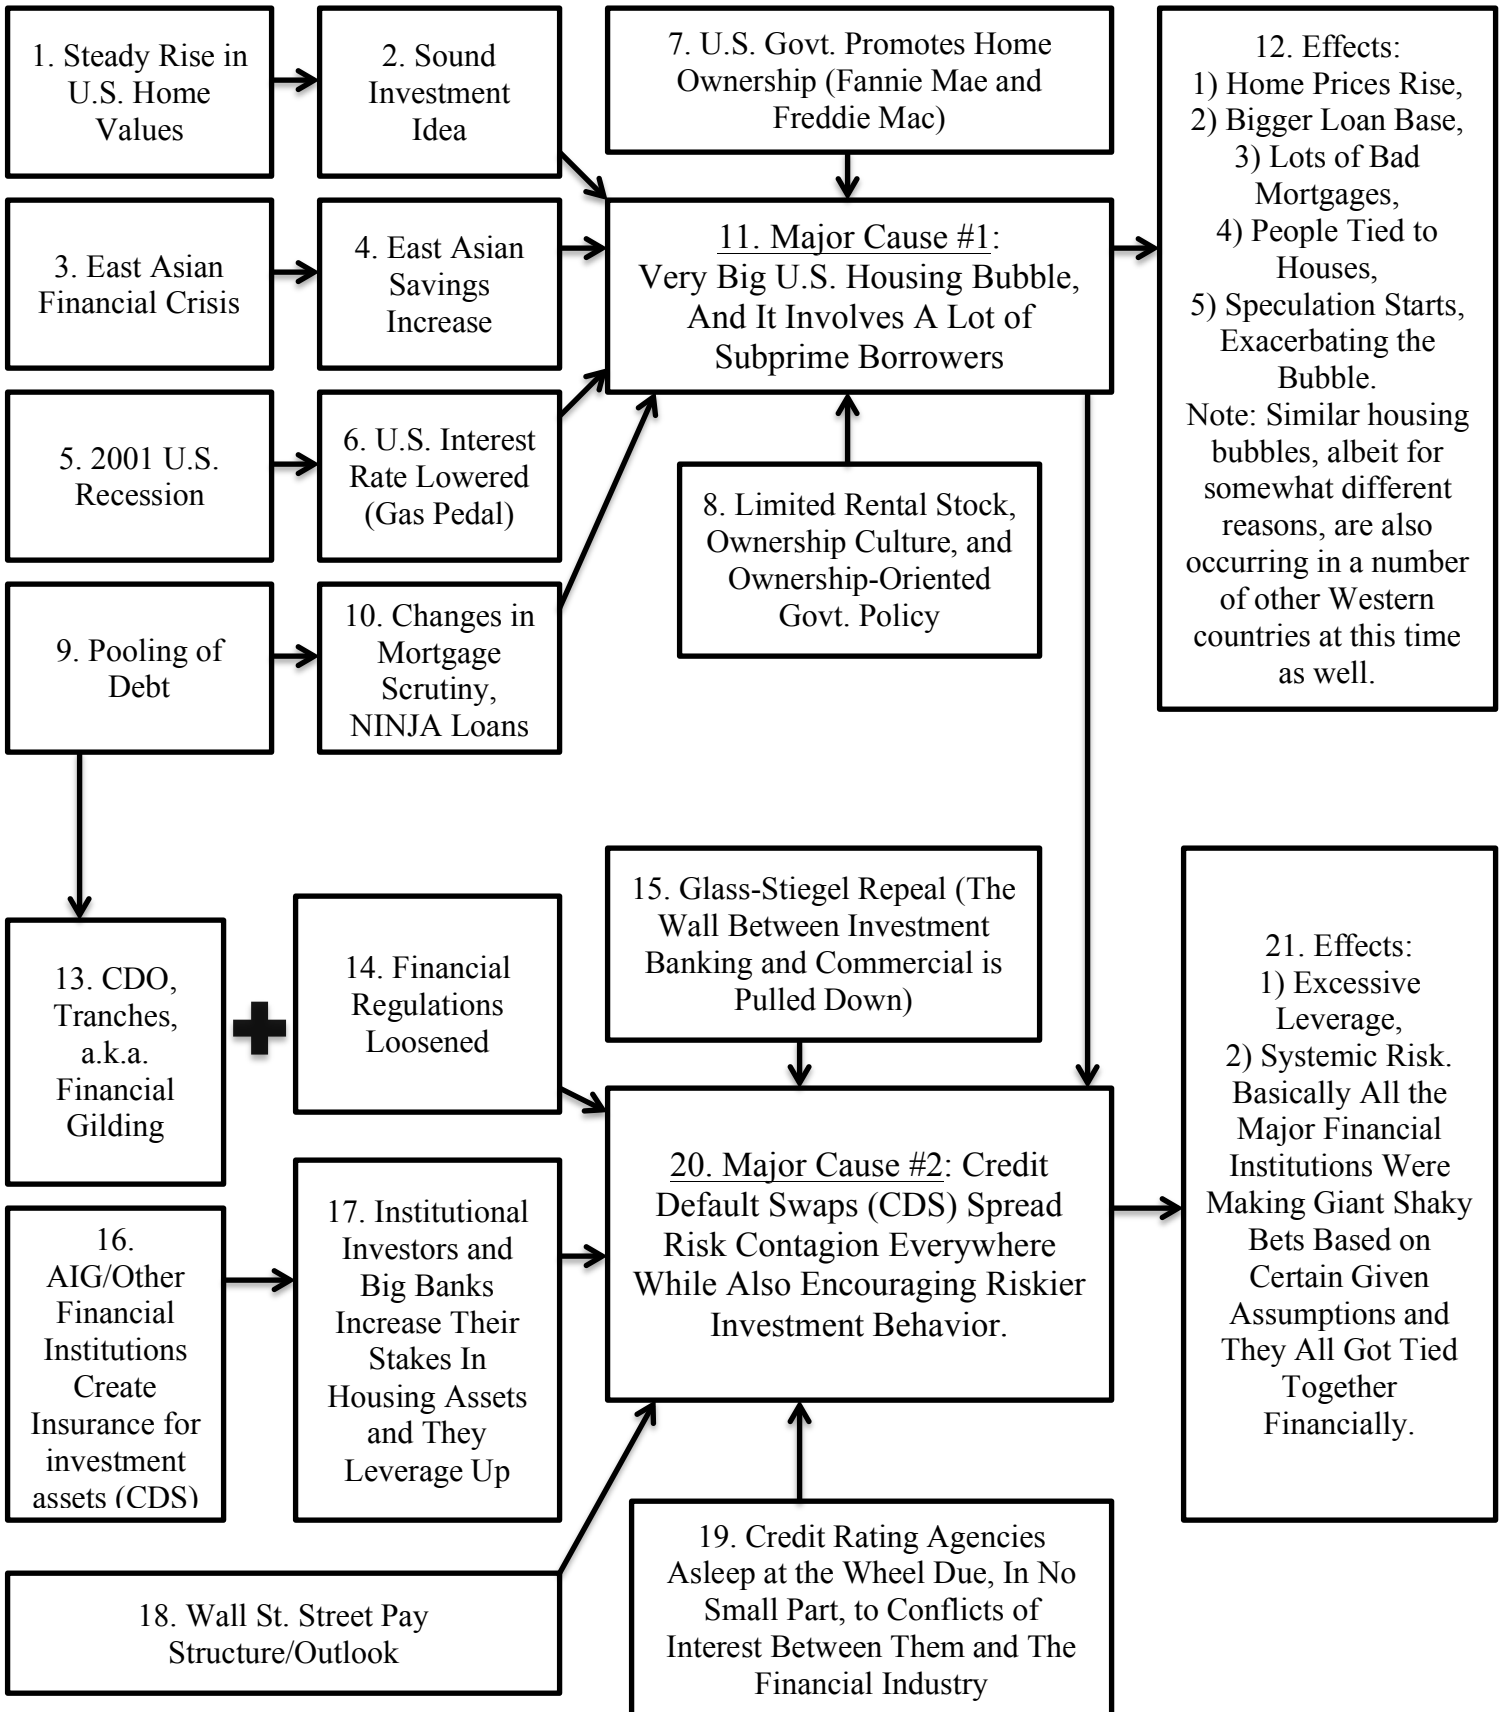 1. Steady Rise in
U.S. Home
Values
2. Sound
Investment
Idea
7. U.S. Govt. Promotes Home
Ownership (Fannie Mae and
Freddie Mac)
12. Effects:
1) Home Prices Rise,
2) Bigger Loan Base,
3) Lots of Bad
Mortgages,
4) People Tied to
Houses,
5) Speculation Starts,
Exacerbating the
Bubble.
Note: Similar housing
bubbles, albeit for
somewhat different
reasons, are also
occurring in a number
of other Western
countries at this time
as well.
3. East Asian
Financial Crisis
4. East Asian
Savings
Increase
11. Major Cause #1:
Very Big U.S. Housing Bubble,
And It Involves A Lot of
Subprime Borrowers
5. 2001 U.S.
Recession
6. U.S. Interest
Rate Lowered
(Gas Pedal)
8. Limited Rental Stock,
Ownership Culture, and
Ownership-Oriented
Govt. Policy
9. Pooling of
Debt
10. Changes in
Mortgage
Scrutiny,
NINJA Loans
13. CDO,
Tranches,
a.k.a.
Financial
Gilding
14. Financial
Regulations
Loosened
15. Glass-Stiegel Repeal (The
Wall Between Investment
Banking and Commercial is
Pulled Down)
21. Effects:
1) Excessive
Leverage,
2) Systemic Risk.
Basically All the
Major Financial
Institutions Were
Making Giant Shaky
Bets Based on
Certain Given
Assumptions and
They All Got Tied
Together
Financially.
16.
AIG/Other
Financial
Institutions
Create
Insurance for
investment
assets (CDS)
17. Institutional
Investors and
Big Banks
Increase Their
Stakes In
Housing Assets
and They
Leverage Up
20. Major Cause #2: Credit
Default Swaps (CDS) Spread
Risk Contagion Everywhere
While Also Encouraging Riskier
Investment Behavior.
18. Wall St. Street Pay
Structure/Outlook
19. Credit Rating Agencies
Asleep at the Wheel Due, In No
Small Part, to Conflicts of
Interest Between Them and The
Financial Industry